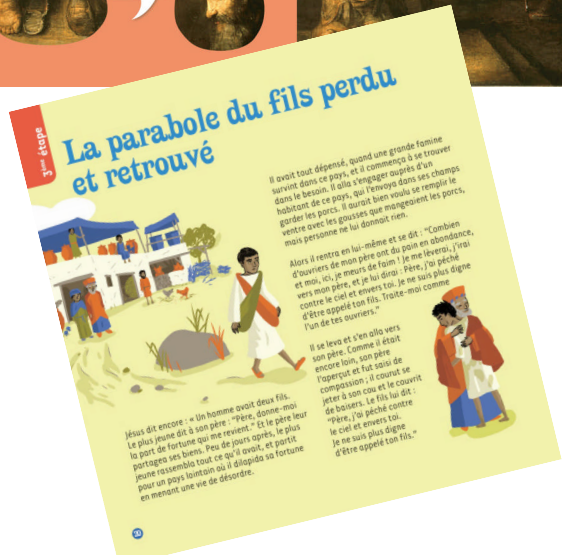 3ème étape
La parabole du fils perdu
et retrouvé
Jésus dit encore : « Un homme avait deux fils.
Le plus jeune dit à son père : "Père, donne-moi
la part de fortune qui me revient." Et le père leur
partagea ses biens. Peu de jours après, le plus
jeune rassembla tout ce qu'il avait, et partit
pour un pays lointain où il dilapida sa fortune
en menant une vie de désordre.
Il avait tout dépensé, quand une grande famine
survint dans ce pays, et il commença à se trouver
dans le besoin. Il alla s'engager auprès d'un
habitant de ce pays, qui l'envoya dans ses champs
garder les porcs. Il aurait bien voulu se remplir le
ventre avec les gousses que mangeaient les porcs,
mais personne ne lui donnait rien.
Alors il rentra en lui-même et se dit : "Combien
d'ouvriers de mon père ont du pain en abondance,
et moi, ici, je meurs de faim ! Je me lèverai, j'irai
vers mon père, et je lui dirai : Père, j'ai péché
contre le ciel et envers toi. Je ne suis plus digne
d'être appelé ton fils. Traite-moi comme
l'un de tes ouvriers."
Il se leva et s'en alla vers
son père. Comme il était
encore loin, son père
l'aperçut et fut saisi de
compassion ; il courut se
jeter à son cou et le couvrit
de baisers. Le fils lui dit :
"Père, j'ai péché contre
le ciel et envers toi.
Je ne suis plus digne
d'être appelé ton fils."